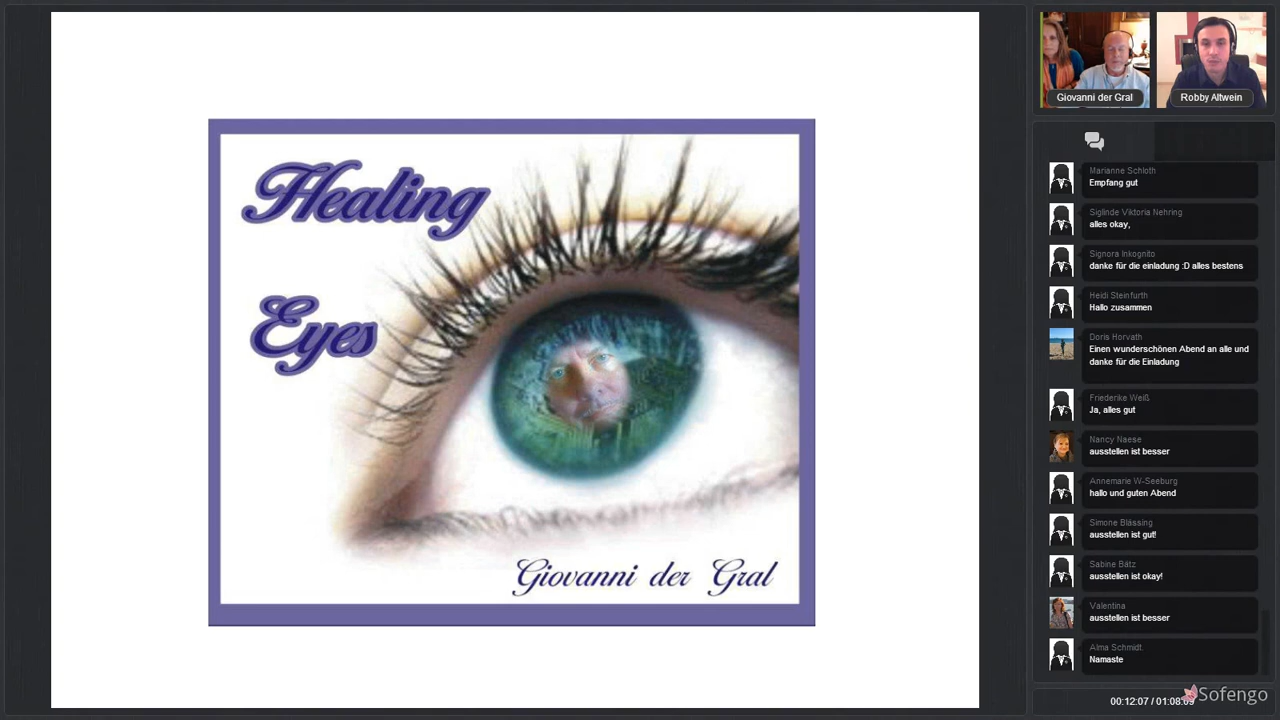 Healing
Eyes
Giovanni der Gral
Giovanni der Gral
Robby Altwein
Marianne Schloth
Empfang gut
Siglinde Viktoria Nehring
alles okay,
Signora Inkognito
danke für die einladung :D alles bestens
Heidi Steinfurth
Hallo zusammen
Doris Horvath
Einen wunderschönen Abend an alle und
danke für die Einladung
Friederike Weiß
Ja, alles gut
Nancy Naese
ausstellen ist besser
Annemarie W-Seeburg
hallo und guten Abend
Simone Blässing
ausstellen ist gut!
Sabine Bätz
ausstellen ist okay!
Valentina
ausstellen ist besser
Alma Schmidt
Namaste
00:12:07 /
Sofengo